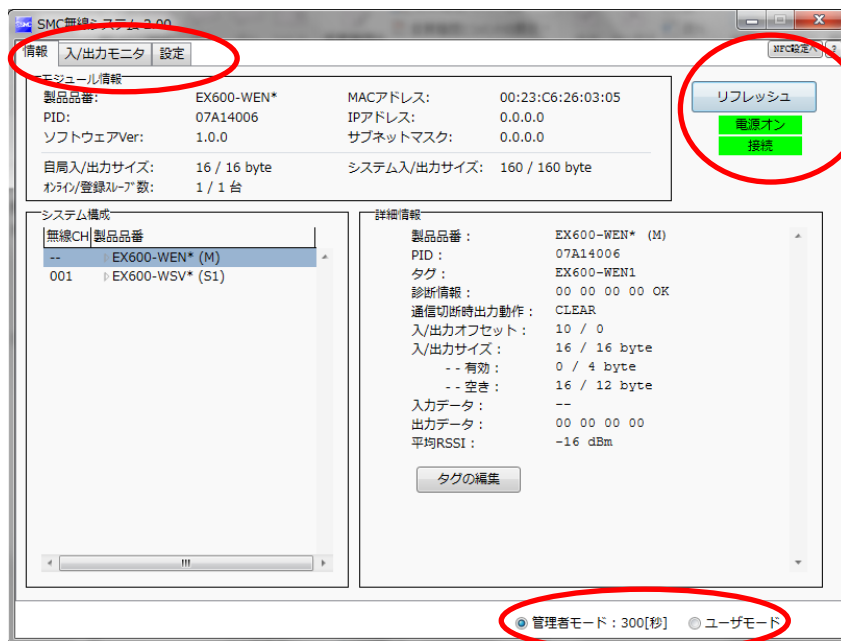 SMC無線システム 2.00
情報 入/出力モニタ 設定
NFC設定へ ?
モジュール情報
製品品番: EX600-WEN* MACアドレス: 00:23:C6:26:03:05
PID: 07A14006 IPアドレス: 0.0.0.0
ソフトウェアVer: 1.0.0 サブネットマスク: 0.0.0.0
自局入/出力サイズ: 16 / 16 byte システム入/出力サイズ: 160 / 160 byte
オンライン/登録スレーブ数: 1 / 1 台
リフレッシュ
電源オン
接続
システム構成
無線CH 製品品番
-- EX600-WEN* (M)
001 EX600-WSV* (S1)
詳細情報
製品品番： EX600-WEN* (M)
PID： 07A14006
タグ： EX600-WEN1
診断情報： 00 00 00 00 OK
通信切断時出力動作： CLEAR
入/出力オフセット： 10 / 0
入/出力サイズ： 16 / 16 byte
- - 有効： 0 / 4 byte
- - 空き： 16 / 12 byte
入力データ： --
出力データ： 00 00 00 00
平均RSSI： -16 dBm
タグの編集
管理者モード：300[秒] ユーザモード